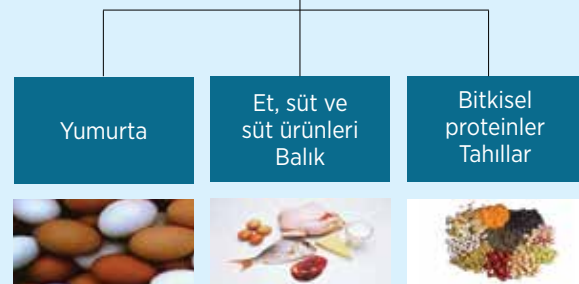 Yumurta
Et, süt ve
süt ürünleri
Balık
Bitkisel
proteinler
Tahıllar